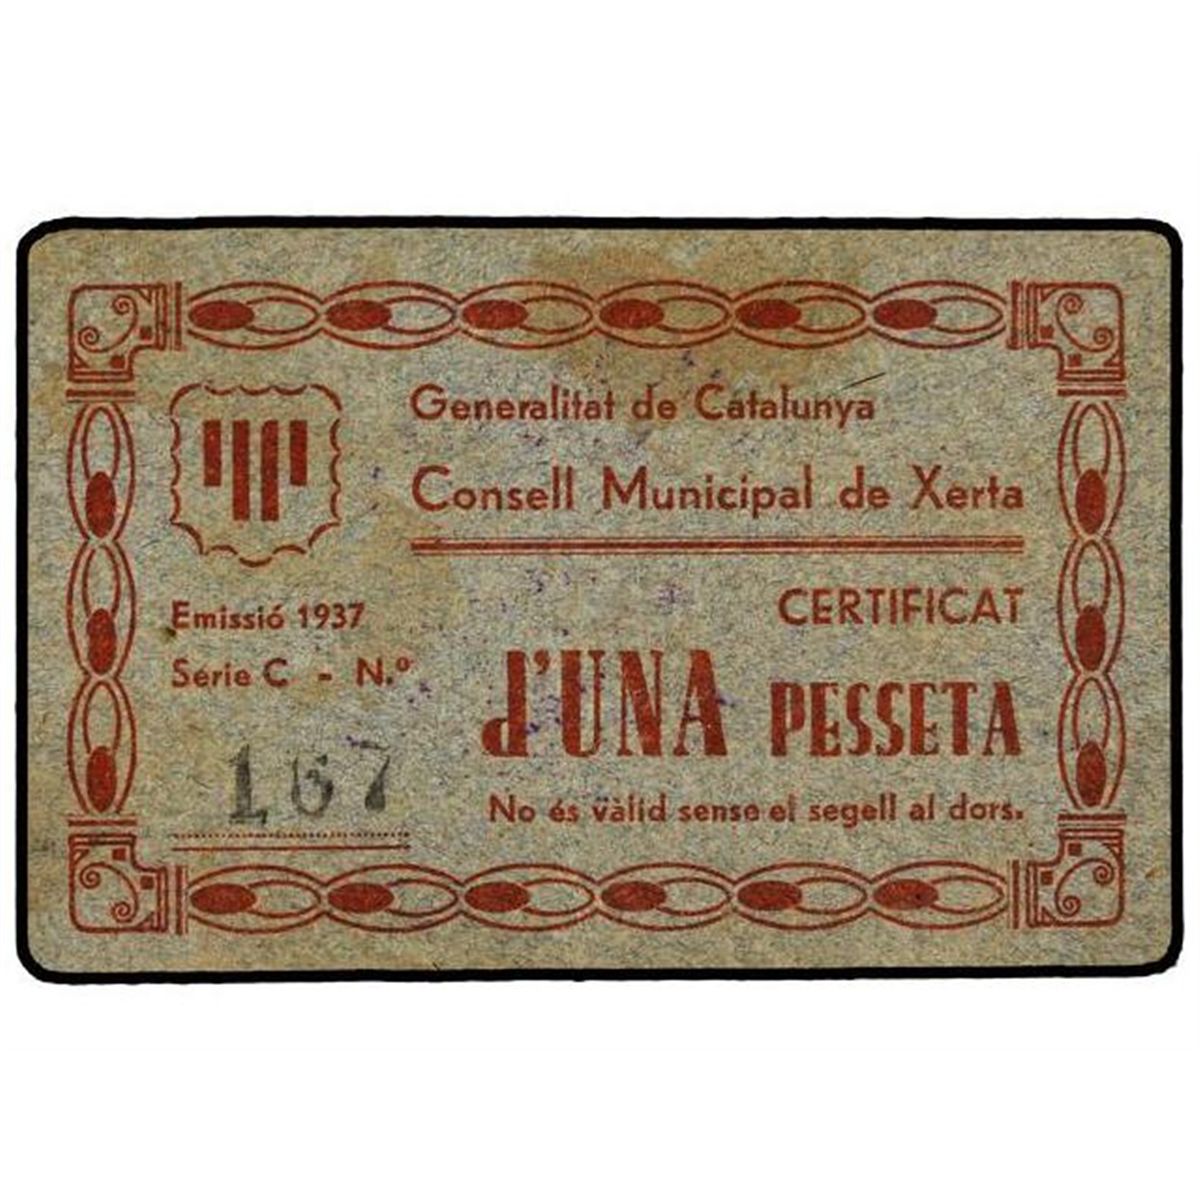 Generalitat de Catalunya
Consell Municipal de Xerta
Emissió 1937
Sèrie C - N.º
167
CERTIFICAT
d'UNA PESSETA
No és vàlid sense el segell al dors.